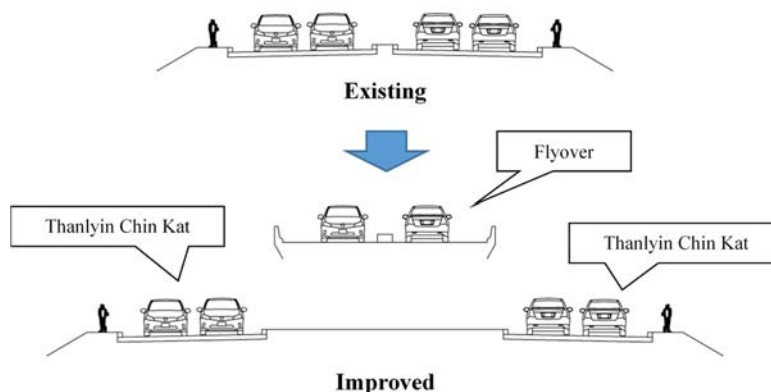 Existing
Flyover
Thanlyin Chin Kat
Thanlyin Chin Kat
Improved